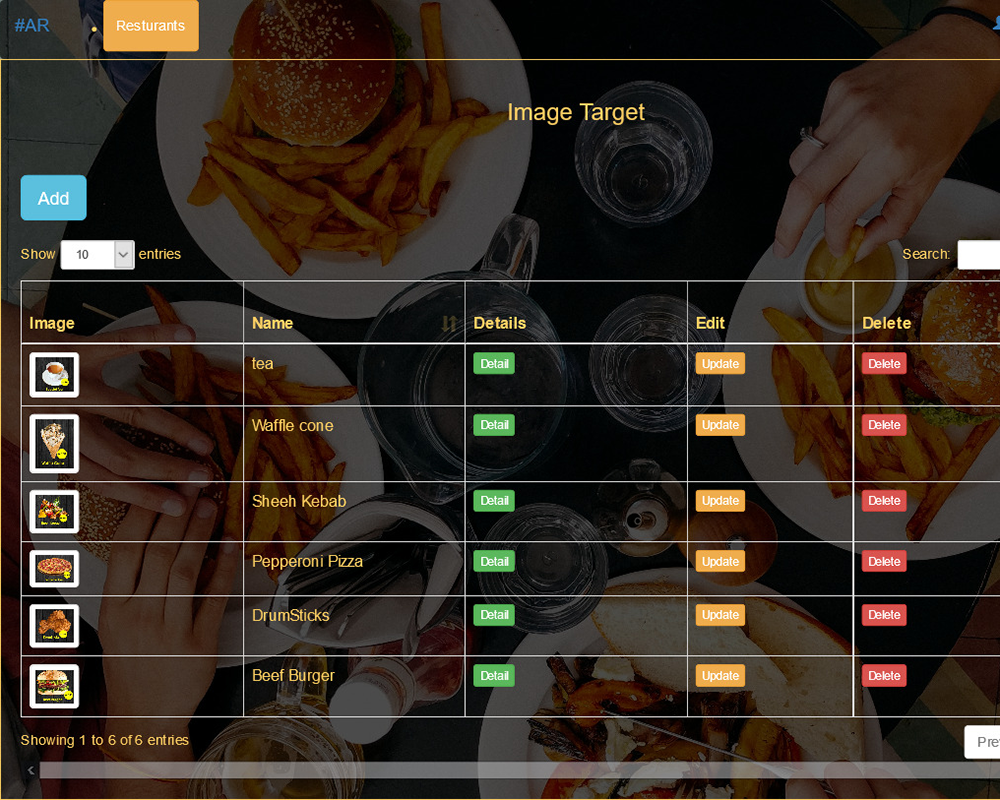 #AR Resturants
Image Target
Add
Show 10 entries Search:
Image Name Details Edit Delete
tea Detail Update Delete
Waffle cone Detail Update Delete
Sheeh Kebab Detail Update Delete
Pepperoni Pizza Detail Update Delete
DrumSticks Detail Update Delete
Beef Burger Detail Update Delete
Showing 1 to 6 of 6 entries